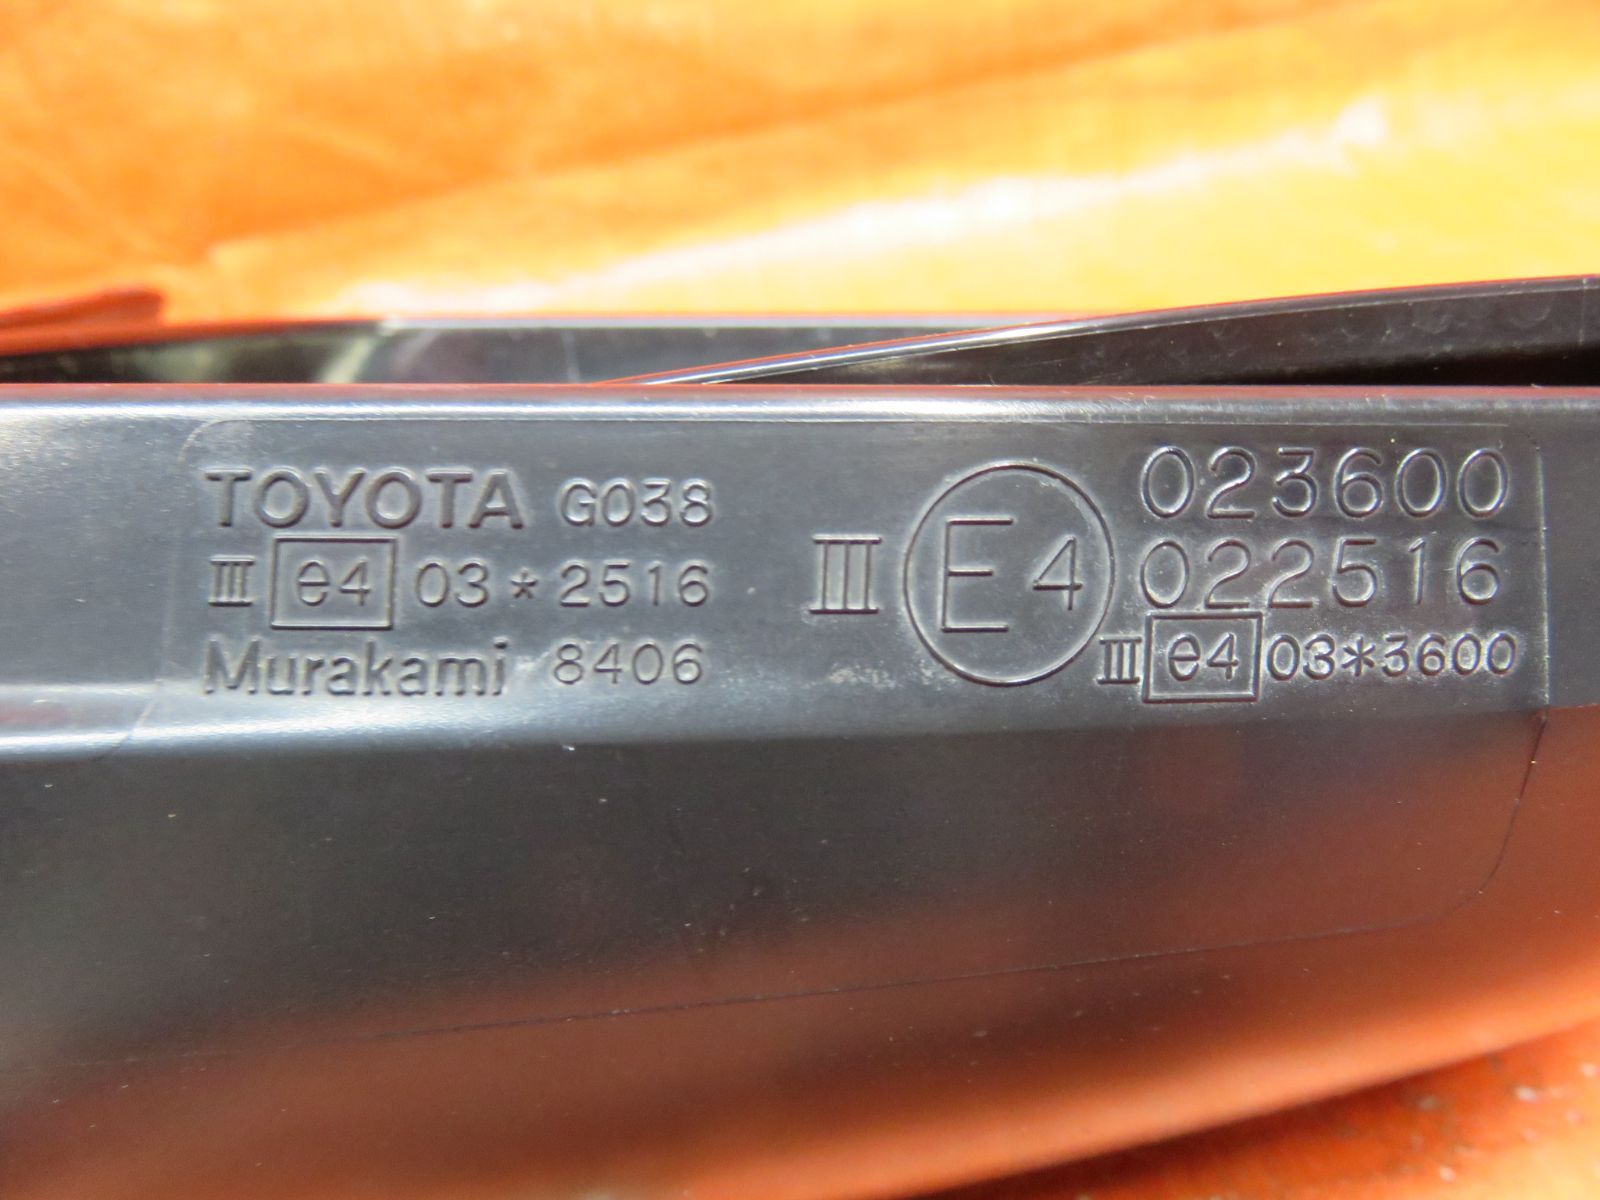 TOYOTA G038
III e4 03*2516
Murakami 8406
III E4 023600
022516
III e4 03*3600